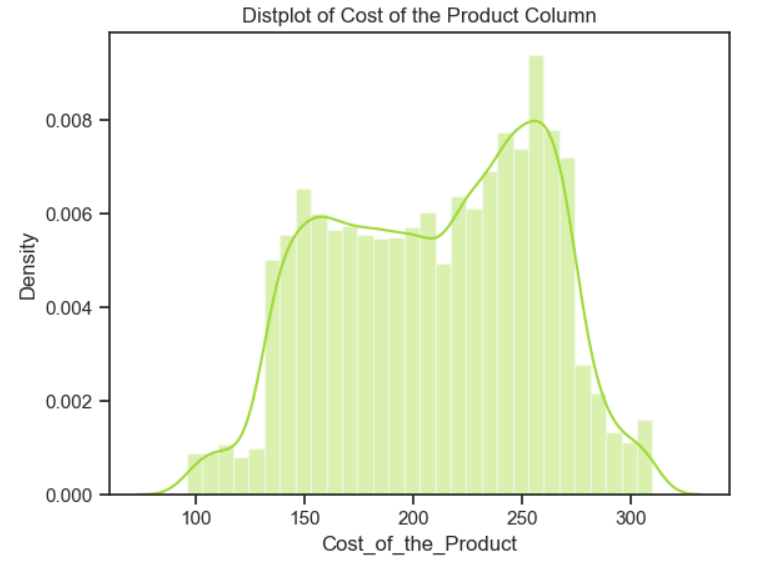 Distplot of Cost of the Product Column
0.008
0.006
0.004
0.002
0.000
Density
100 150 200 250 300
Cost_of_the_Product